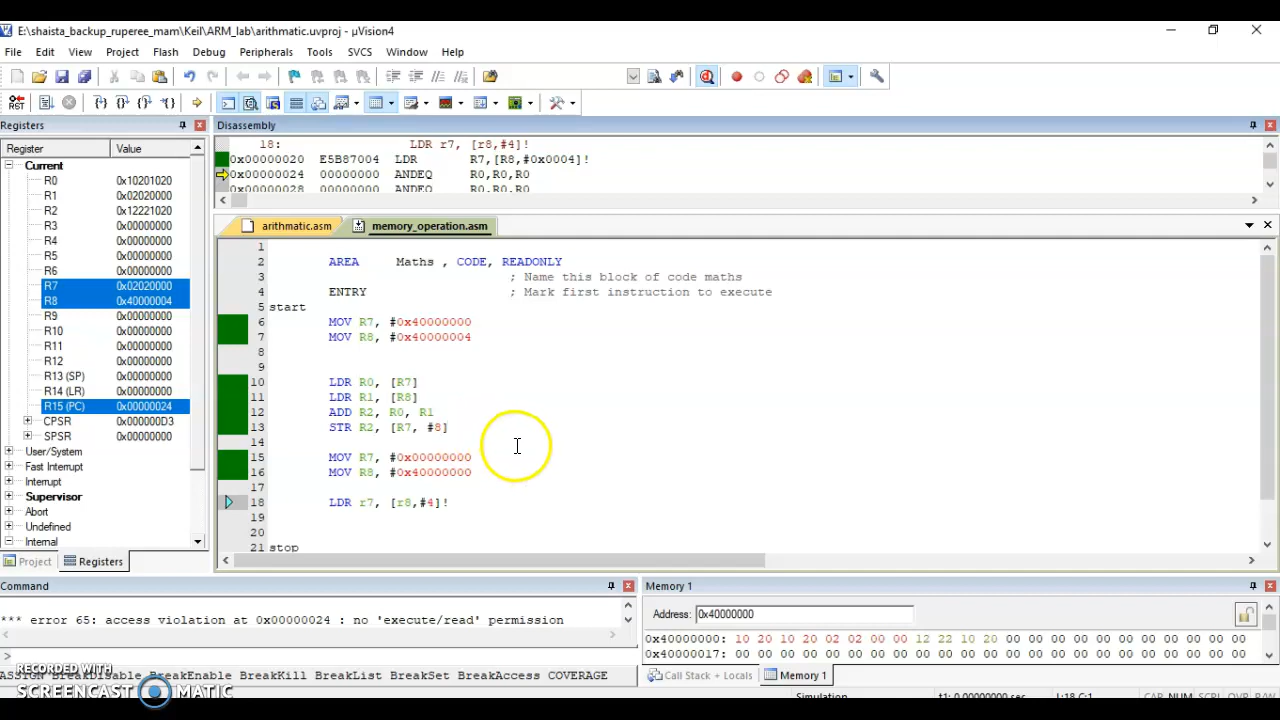 E:\shaista_backup_ruperee_mam\Keil\ARM_lab\arithmatic.uvproj - µVision4
File Edit View Project Flash Debug Peripherals Tools SVCS Window Help
Registers
Register Value
Current
R0 0x10201020
R1 0x02020000
R2 0x12221020
R3 0x00000000
R4 0x00000000
R5 0x00000000
R6 0x00000000
R7 0x02020000
R8 0x40000004
R9 0x00000000
R10 0x00000000
R11 0x00000000
R12 0x00000000
R13 (SP) 0x00000000
R14 (LR) 0x00000000
R15 (PC) 0x00000024
CPSR 0x000000D3
SPSR 0x00000000
User/System
Fast Interrupt
Interrupt
Supervisor
Abort
Undefined
Internal
Project Registers
Disassembly
18: LDR r7, [r8,#4]!
0x00000020 E5B87004 LDR R7,[R8,#0x0004]!
0x00000024 00000000 ANDEQ R0,R0,R0
0x00000028 00000000 ANDEQ R0,R0,R0
arithmatic.asm memory_operation.asm
1
2 AREA Maths , CODE, READONLY
3 ; Name this block of code maths
4 ENTRY ; Mark first instruction to execute
5 start
6 MOV R7, #0x40000000
7 MOV R8, #0x40000004
8
9
10 LDR R0, [R7]
11 LDR R1, [R8]
12 ADD R2, R0, R1
13 STR R2, [R7, #8]
14
15 MOV R7, #0x00000000
16 MOV R8, #0x40000000
17
18 LDR r7, [r8,#4]!
19
20
21 stop
Command
*** error 65: access violation at 0x00000024 : no 'execute/read' permission
>
ASSIGN BreakDisable BreakEnable BreakKill BreakList BreakSet BreakAccess COVERAGE
Memory 1
Address: 0x40000000
0x40000000: 10 20 10 20 02 02 00 00 12 22 10 20 00 00 00 00 00 00 00 00 00 00 00
0x40000017: 00 00 00 00 00 00 00 00 00 00 00 00 00 00 00 00 00 00 00 00 00 00 00
Call Stack + Locals Memory 1
Simulation t1: 0.00000000 sec L:18 C:1 CAP NUM SCRL OVR R/W
RECORDED WITH
SCREENCAST MATIC